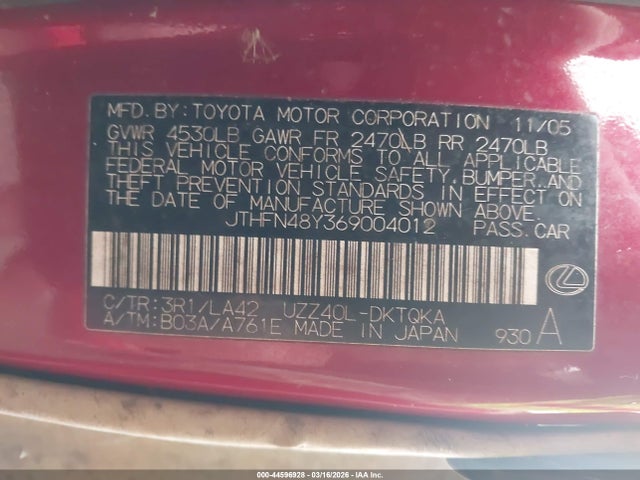 MFD. BY: TOYOTA MOTOR CORPORATION 11/05
GVWR 4530LB GAWR FR 2470LB RR 2470LB
THIS VEHICLE CONFORMS TO ALL APPLICABLE
FEDERAL MOTOR VEHICLE SAFETY, BUMPER, AND
THEFT PREVENTION STANDARDS IN EFFECT ON
THE DATE OF MANUFACTURE SHOWN ABOVE.
JTHFN48Y369004012 PASS. CAR
C/TR: 3R1/LA42 UZZ40L-DKTQKA
A/TM: B03A/A761E MADE IN JAPAN 930 A
000-44596928 - 03/16/2026 - IAA Inc.